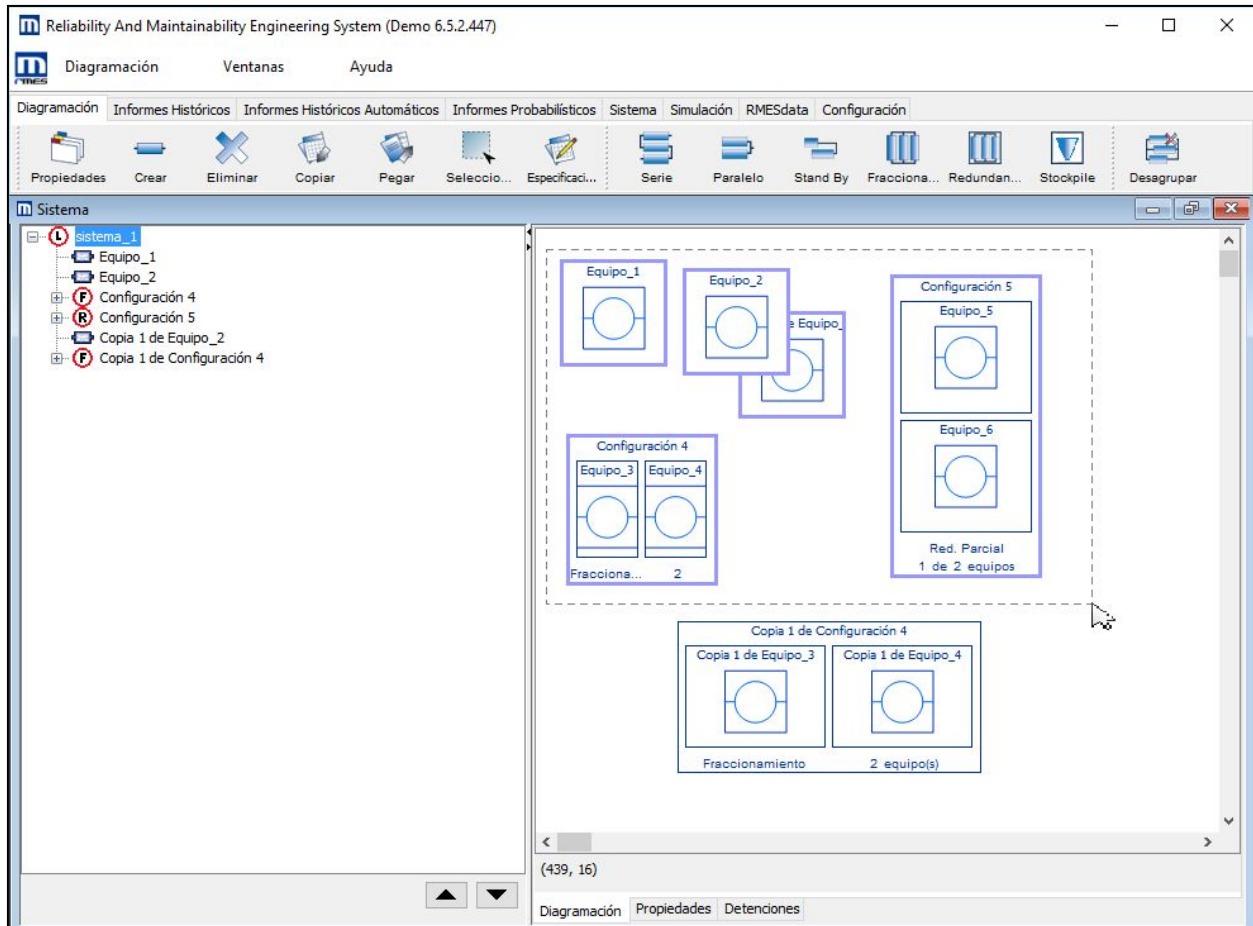 Reliability And Maintainability Engineering System (Demo 6.5.2.447)
rmes
Diagramación Ventanas Ayuda
Diagramación Informes Históricos Informes Históricos Automáticos Informes Probabilísticos Sistema Simulación RMESdata Configuración
Propiedades Crear Eliminar Copiar Pegar Seleccio... Especificaci... Serie Paralelo Stand By Fracciona... Redundan... Stockpile Desagrupar
Sistema
L sistema_1
Equipo_1
Equipo_2
F Configuración 4
R Configuración 5
Copia 1 de Equipo_2
F Copia 1 de Configuración 4
Equipo_1
Equipo_2
e Equipo_
Configuración 5
Equipo_5
Equipo_6
Red. Parcial
1 de 2 equipos
Configuración 4
Equipo_3 Equipo_4
Fracciona... 2
Copia 1 de Configuración 4
Copia 1 de Equipo_3 Copia 1 de Equipo_4
Fraccionamiento 2 equipo(s)
(439, 16)
Diagramación Propiedades Detenciones